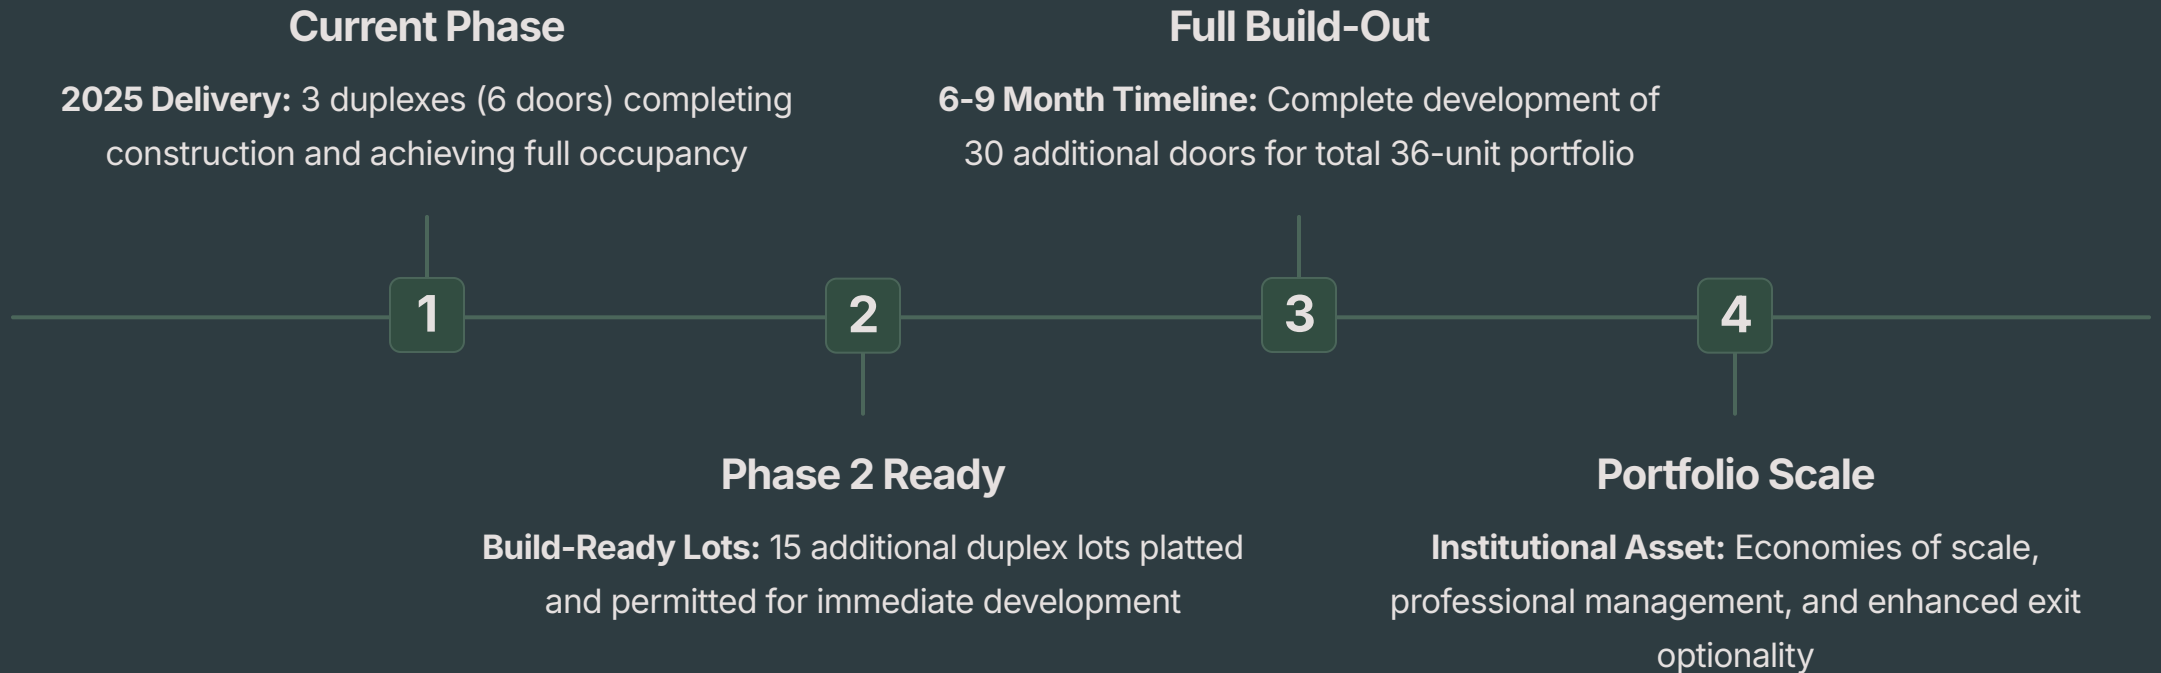 Current Phase
2025 Delivery: 3 duplexes (6 doors) completing
construction and achieving full occupancy
Full Build-Out
6-9 Month Timeline: Complete development of
30 additional doors for total 36-unit portfolio
1
2
3
4
Phase 2 Ready
Build-Ready Lots: 15 additional duplex lots platted
and permitted for immediate development
Portfolio Scale
Institutional Asset: Economies of scale,
professional management, and enhanced exit
optionality